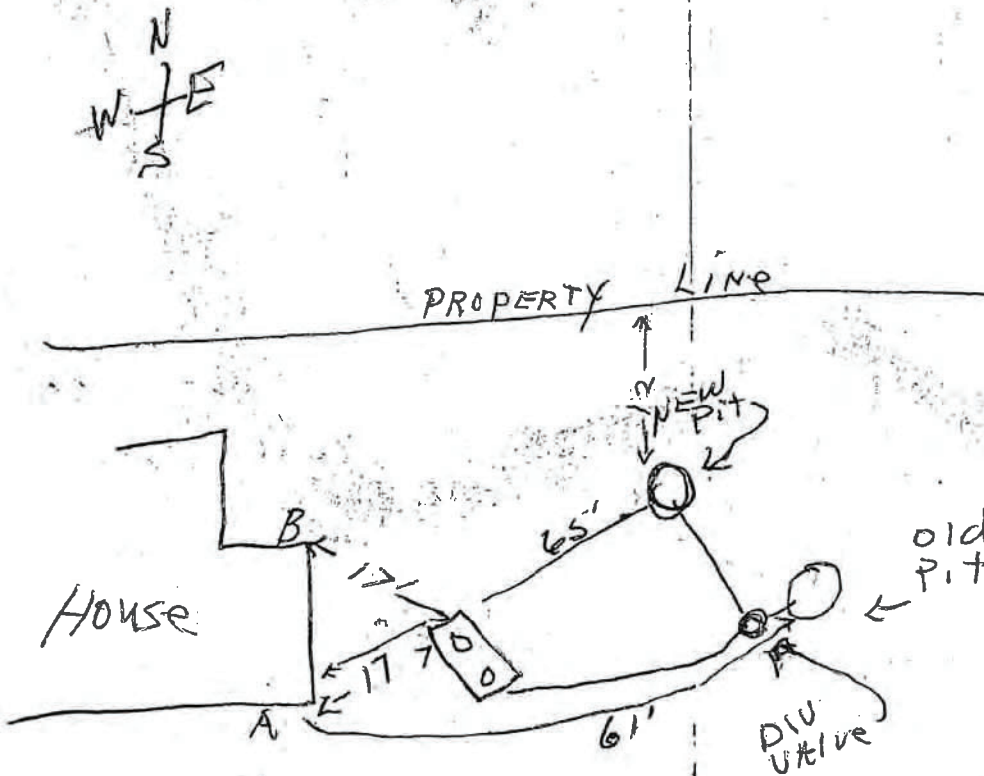 N
W E
S
PROPERTY LiNe
NEW
Pit
65'
old
Pit
B
17'
House
17
A
61'
DIV
VAlve